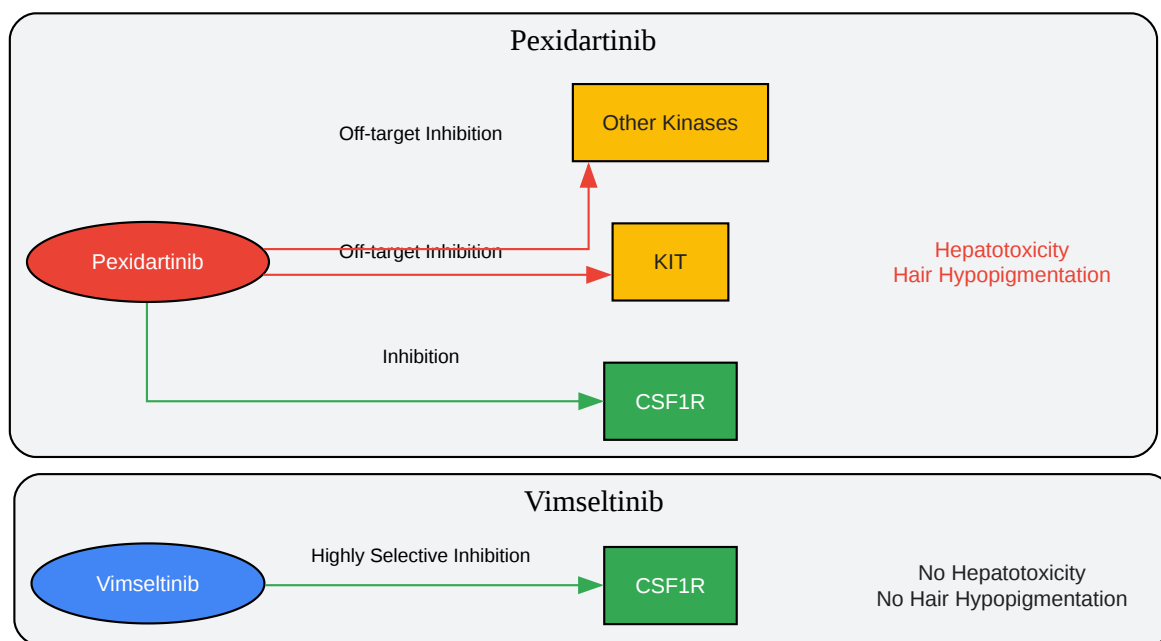 Pexidartinib
Other Kinases
Off-target Inhibition
Pexidartinib
Off-target Inhibition
KIT
Hepatotoxicity
Hair Hypopigmentation
Inhibition
CSF1R
Vimseltinib
Vimseltinib
Highly Selective Inhibition
CSF1R
No Hepatotoxicity
No Hair Hypopigmentation